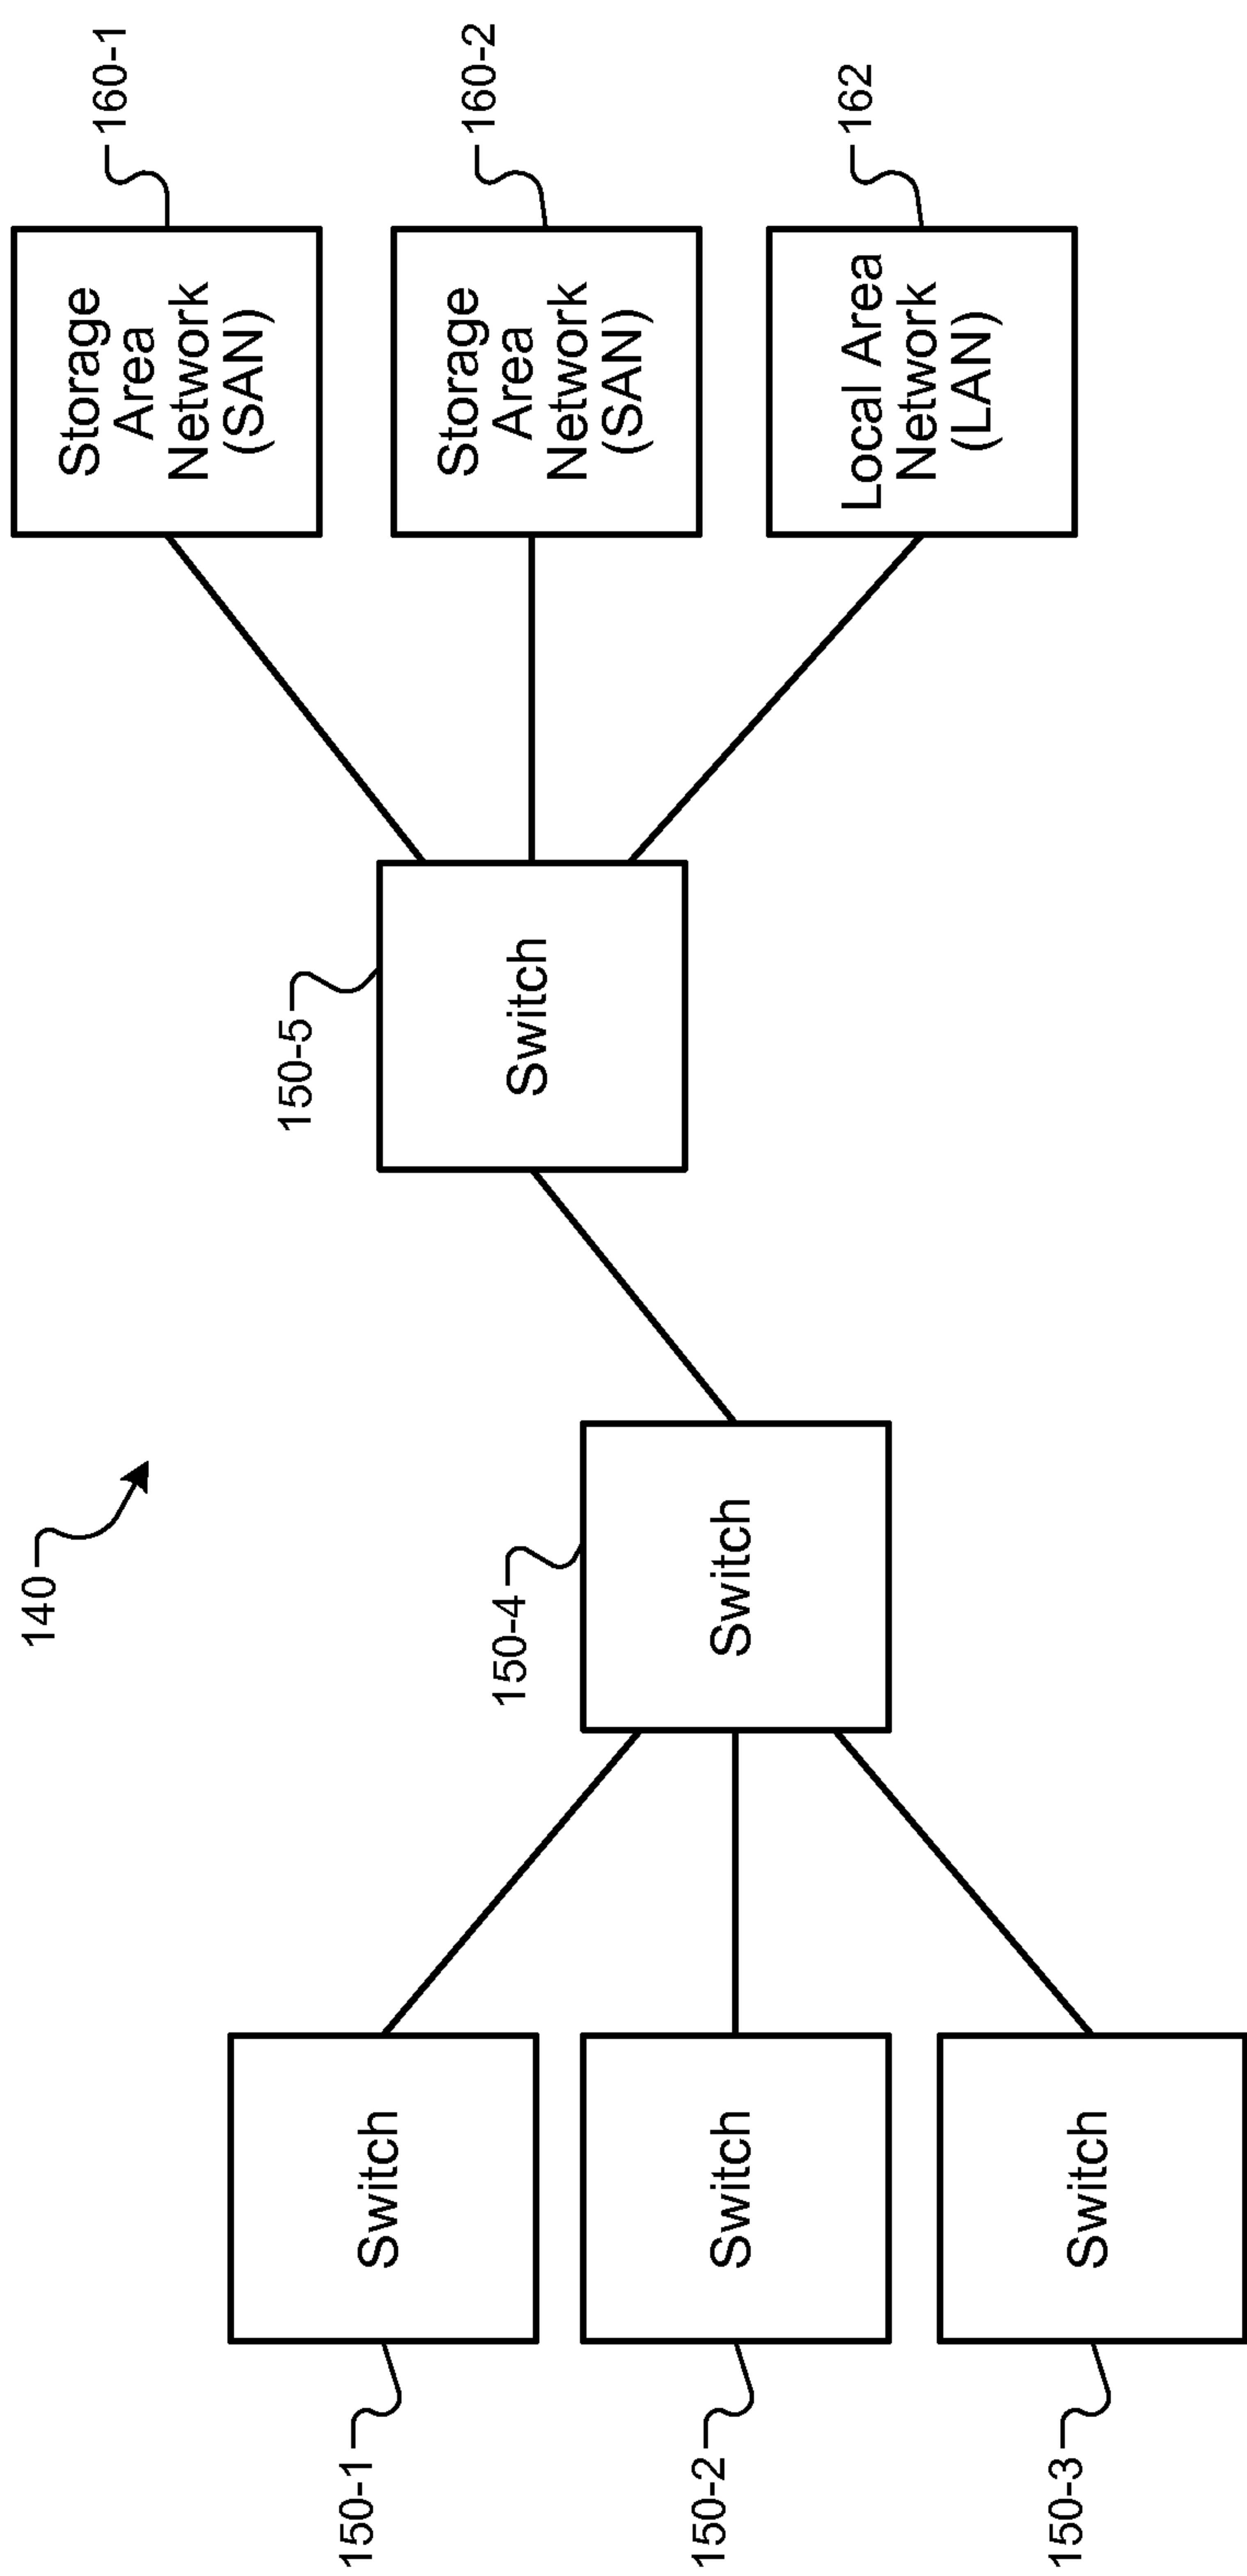 140
150-1
Switch
150-2
Switch
150-3
Switch
150-4
Switch
150-5
Switch
Storage
Area
Network
(SAN)
160-1
Storage
Area
Network
(SAN)
160-2
Local Area
Network
(LAN)
162